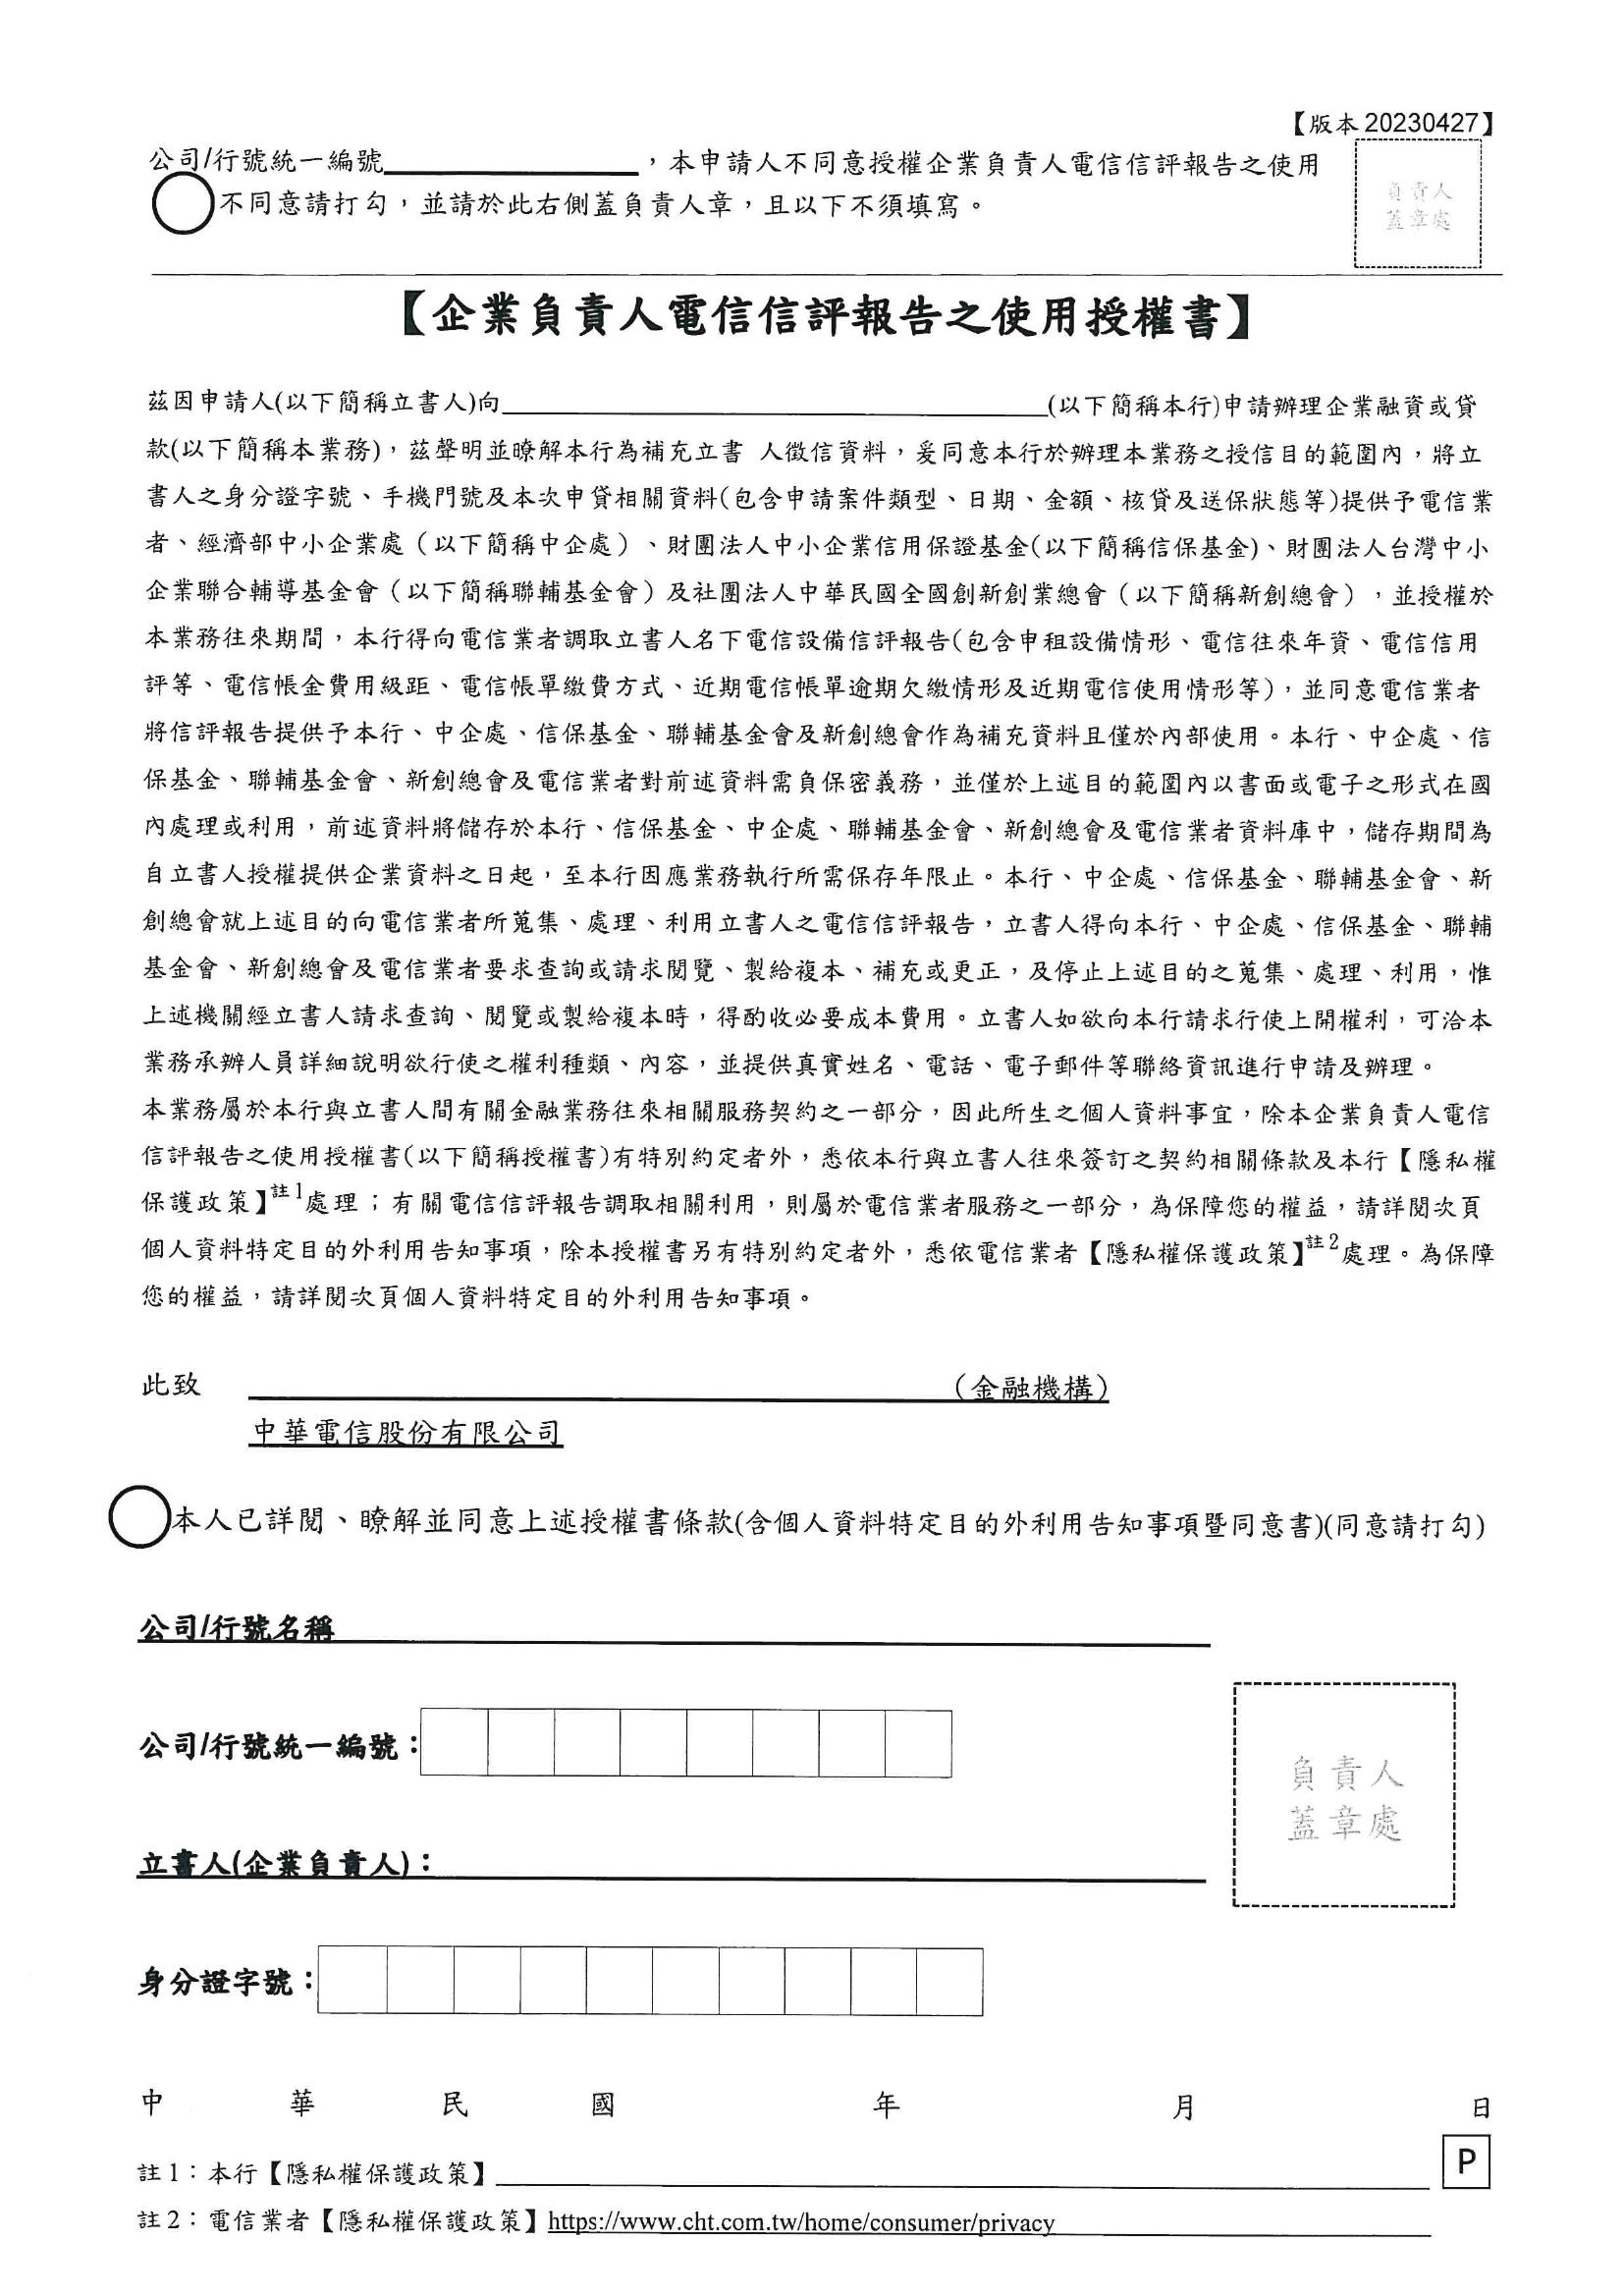 【版本20230427】
公司/行號統一編號 ，本申請人不同意授權企業負責人電信信評報告之使用
不同意請打勾，並請於此右側蓋負責人章，且以下不須填寫。
負責人
蓋章處
【企業負責人電信信評報告之使用授權書】
茲因申請人(以下簡稱立書人)向 (以下簡稱本行)申請辦理企業融資或貸
款(以下簡稱本業務)，茲聲明並瞭解本行為補充立書 人徵信資料，爰同意本行於辦理本業務之授信目的範圍內，將立
書人之身分證字號、手機門號及本次申貸相關資料(包含申請案件類型、日期、金額、核貸及送保狀態等)提供予電信業
者、經濟部中小企業處（以下簡稱中企處）、財團法人中小企業信用保證基金(以下簡稱信保基金)、財團法人台灣中小
企業聯合輔導基金會（以下簡稱聯輔基金會）及社團法人中華民國全國創新創業總會（以下簡稱新創總會），並授權於
本業務往來期間，本行得向電信業者調取立書人名下電信設備信評報告(包含申租設備情形、電信往來年資、電信信用
評等、電信帳金費用級距、電信帳單繳費方式、近期電信帳單逾期欠繳情形及近期電信使用情形等)，並同意電信業者
將信評報告提供予本行、中企處、信保基金、聯輔基金會及新創總會作為補充資料且僅於內部使用。本行、中企處、信
保基金、聯輔基金會、新創總會及電信業者對前述資料需負保密義務，並僅於上述目的範圍內以書面或電子之形式在國
內處理或利用，前述資料將儲存於本行、信保基金、中企處、聯輔基金會、新創總會及電信業者資料庫中，儲存期間為
自立書人授權提供企業資料之日起，至本行因應業務執行所需保存年限止。本行、中企處、信保基金、聯輔基金會、新
創總會就上述目的向電信業者所蒐集、處理、利用立書人之電信信評報告，立書人得向本行、中企處、信保基金、聯輔
基金會、新創總會及電信業者要求查詢或請求閱覽、製給複本、補充或更正，及停止上述目的之蒐集、處理、利用，惟
上述機關經立書人請求查詢、閱覽或製給複本時，得酌收必要成本費用。立書人如欲向本行請求行使上開權利，可洽本
業務承辦人員詳細說明欲行使之權利種類、內容，並提供真實姓名、電話、電子郵件等聯絡資訊進行申請及辦理。
本業務屬於本行與立書人間有關金融業務往來相關服務契約之一部分，因此所生之個人資料事宜，除本企業負責人電信
信評報告之使用授權書(以下簡稱授權書)有特別約定者外，悉依本行與立書人往來簽訂之契約相關條款及本行【隱私權
保護政策】註1處理；有關電信信評報告調取相關利用，則屬於電信業者服務之一部分，為保障您的權益，請詳閱次頁
個人資料特定目的外利用告知事項，除本授權書另有特別約定者外，悉依電信業者【隱私權保護政策】註2處理。為保障
您的權益，請詳閱次頁個人資料特定目的外利用告知事項。
此致 （金融機構）
中華電信股份有限公司
本人已詳閱、瞭解並同意上述授權書條款(含個人資料特定目的外利用告知事項暨同意書)(同意請打勾)
公司/行號名稱
公司/行號統一編號：
負責人
蓋章處
立書人(企業負責人)：
身分證字號：
中 華 民 國 年 月 日
P
註1：本行【隱私權保護政策】
註2：電信業者【隱私權保護政策】https://www.cht.com.tw/home/consumer/privacy